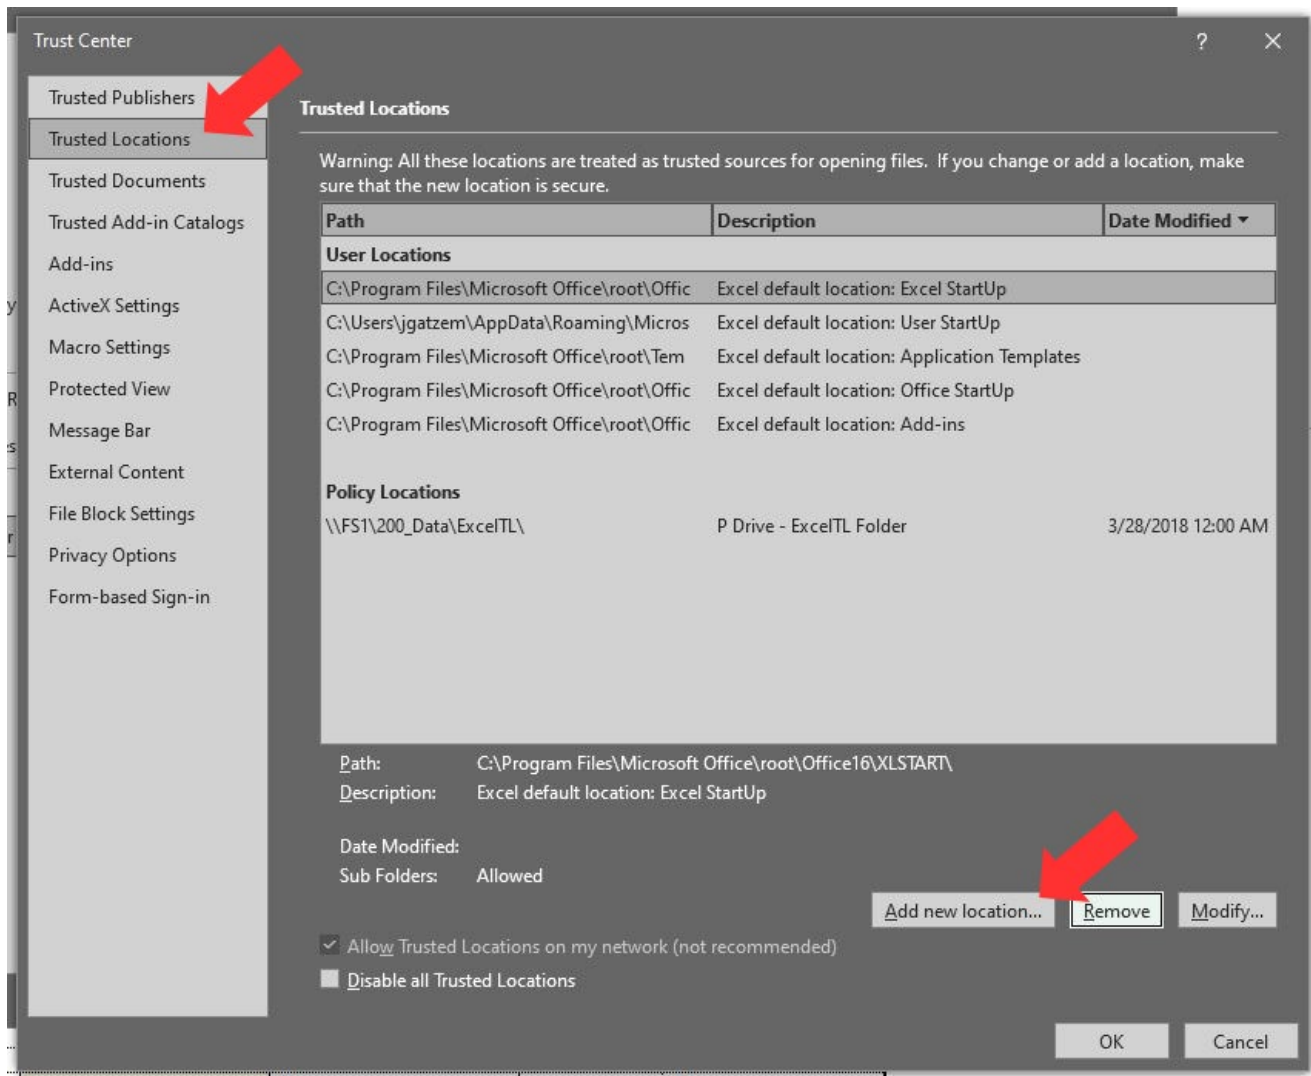 Trust Center
?
Trusted Publishers
Trusted Locations
Trusted Documents
Trusted Add-in Catalogs
Add-ins
ActiveX Settings
Macro Settings
Protected View
Message Bar
External Content
File Block Settings
Privacy Options
Form-based Sign-in
Trusted Locations
Warning: All these locations are treated as trusted sources for opening files.  If you change or add a location, make
sure that the new location is secure.
Path Description Date Modified
User Locations
C:\Program Files\Microsoft Office\root\Offic Excel default location: Excel StartUp
C:\Users\jgatzem\AppData\Roaming\Micros Excel default location: User StartUp
C:\Program Files\Microsoft Office\root\Tem Excel default location: Application Templates
C:\Program Files\Microsoft Office\root\Offic Excel default location: Office StartUp
C:\Program Files\Microsoft Office\root\Offic Excel default location: Add-ins
Policy Locations
\\FS1\200_Data\ExcelTL\ P Drive - ExcelTL Folder 3/28/2018 12:00 AM
Path: C:\Program Files\Microsoft Office\root\Office16\XLSTART\
Description: Excel default location: Excel StartUp
Date Modified:
Sub Folders: Allowed
Add new location... Remove Modify...
Allow Trusted Locations on my network (not recommended)
Disable all Trusted Locations
OK Cancel